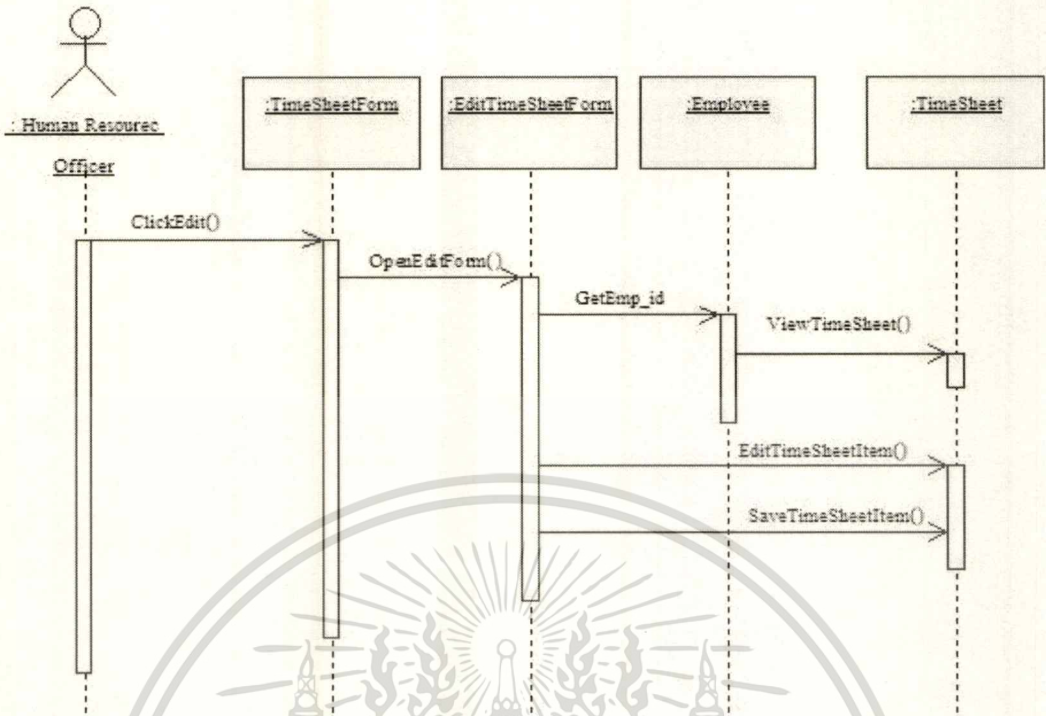 : Human Resourec
Officer
:TimeSheetForm
:EditTimeSheetForm
:Employee
:TimeSheet
ClickEdit()
OpenEditForm()
GetEmp_id
ViewTimeSheet()
EditTimeSheetItem()
SaveTimeSheetItem()